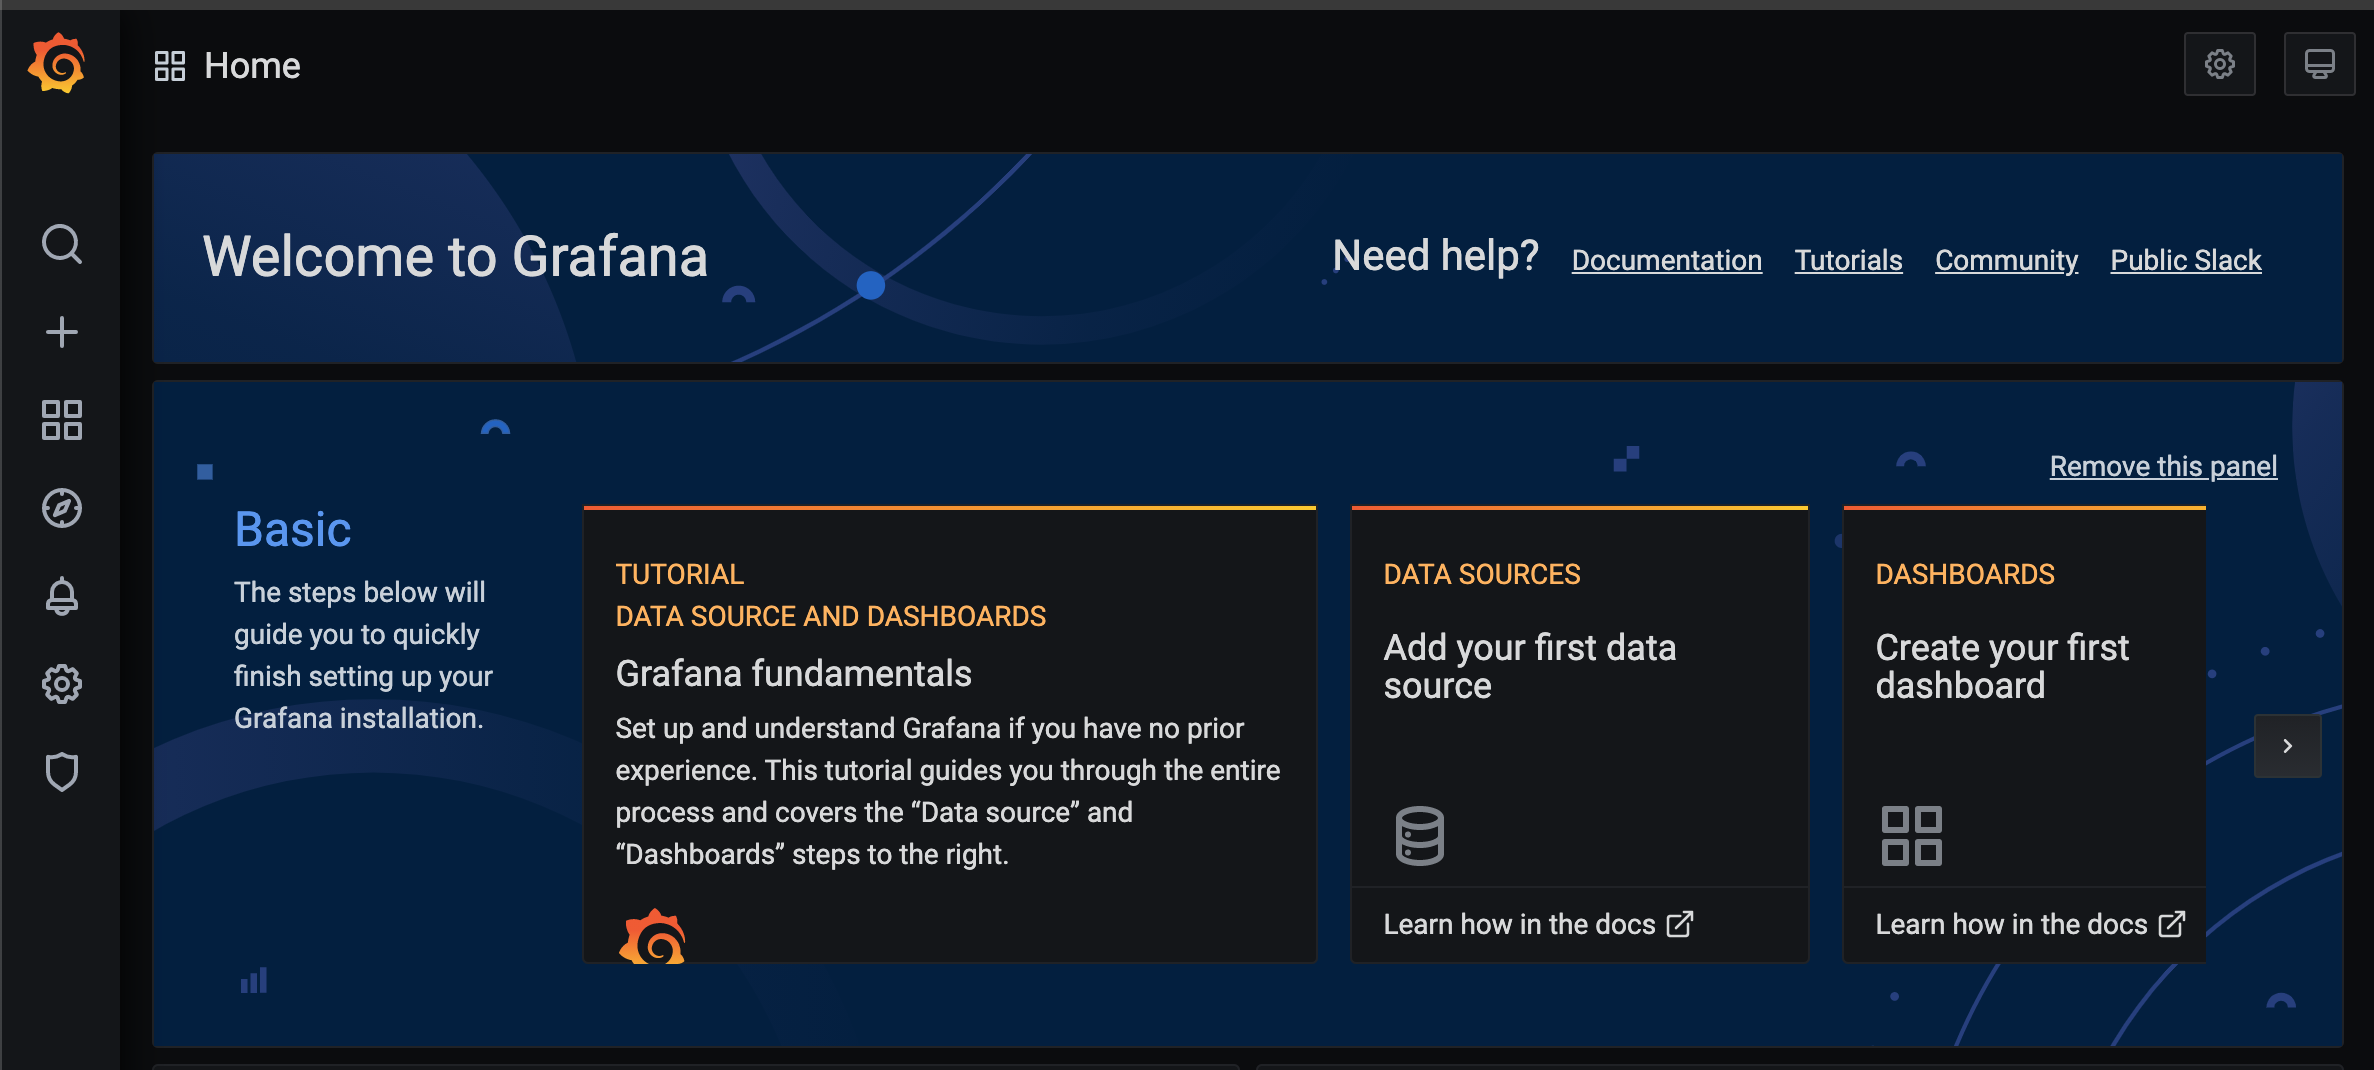 Home
Welcome to Grafana
Need help?
Documentation
Tutorials
Community
Public Slack
Remove this panel
Basic
The steps below will
guide you to quickly
finish setting up your
Grafana installation.
TUTORIAL
DATA SOURCE AND DASHBOARDS
Grafana fundamentals
Set up and understand Grafana if you have no prior
experience. This tutorial guides you through the entire
process and covers the “Data source” and
“Dashboards” steps to the right.
DATA SOURCES
Add your first data
source
Learn how in the docs
DASHBOARDS
Create your first
dashboard
Learn how in the docs